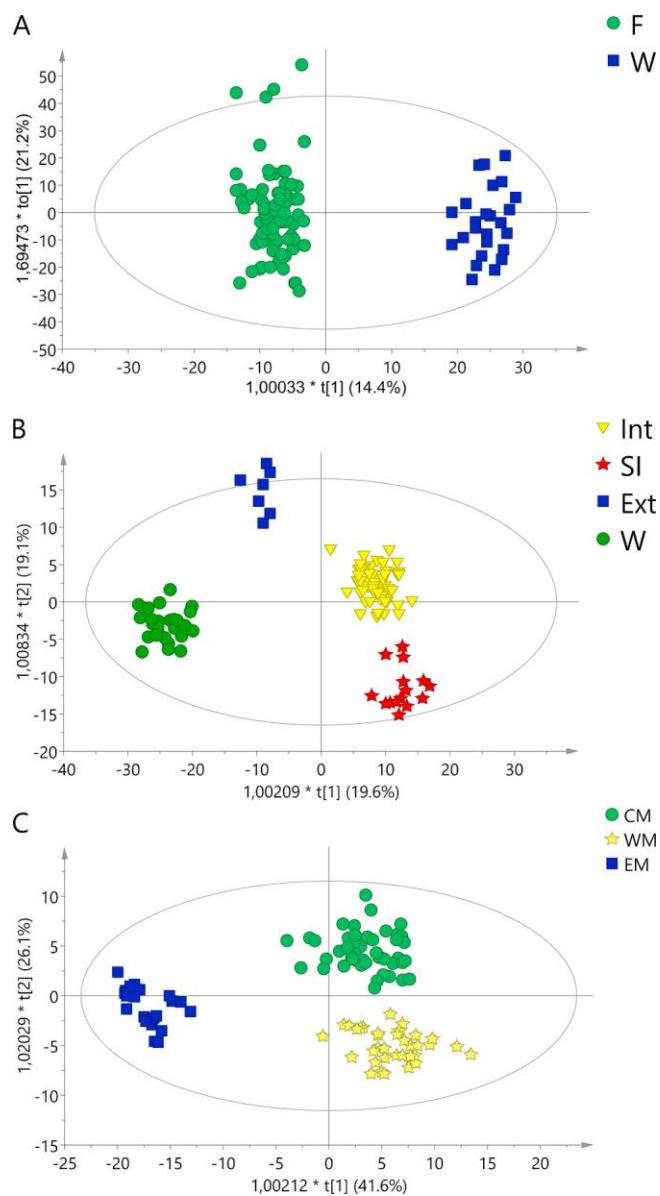 A
F
W
1,69473 * to[1] (21.2%)
50
40
30
20
10
0
-10
-20
-30
-40
-50
-40 -30 -20 -10 0 10 20 30 40
1,00033 * t[1] (14.4%)
B
Int
SI
Ext
W
1,00834 * t[2] (19.1%)
15
10
5
0
-5
-10
-15
-20
-40 -30 -20 -10 0 10 20 30
1,00209 * t[1] (19.6%)
C
CM
WM
EM
1,02029 * t[2] (26.1%)
10
5
0
-5
-10
-15
-25 -20 -15 -10 -5 0 5 10 15 20
1,00212 * t[1] (41.6%)